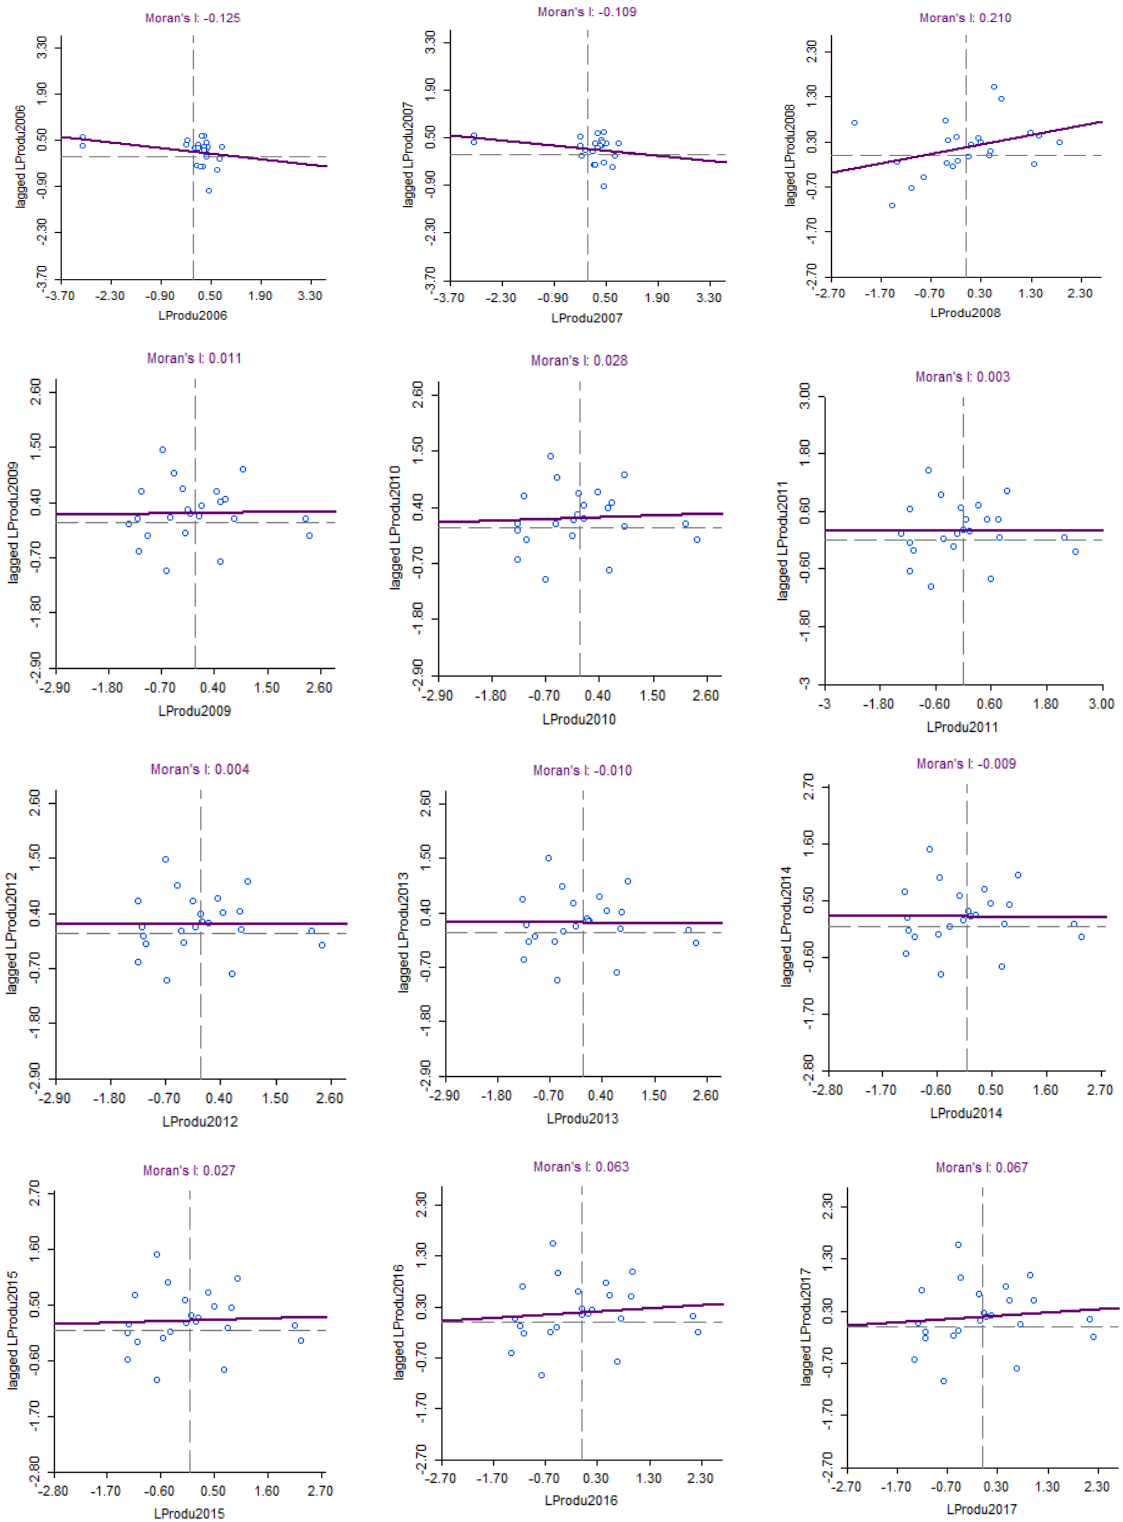 Moran's I: -0.125
lagged LProdu2006
3.30
1.90
0.50
-0.90
-2.30
-3.70
-3.70 -2.30 -0.90 0.50 1.90 3.30
LProdu2006
Moran's I: -0.109
lagged LProdu2007
3.30
1.90
0.50
-0.90
-2.30
-3.70
-3.70 -2.30 -0.90 0.50 1.90 3.30
LProdu2007
Moran's I: 0.210
lagged LProdu2008
2.30
1.30
0.30
-0.70
-1.70
-2.70
-2.70 -1.70 -0.70 0.30 1.30 2.30
LProdu2008
Moran's I: 0.011
lagged LProdu2009
2.60
1.50
0.40
-0.70
-1.80
-2.90
-2.90 -1.80 -0.70 0.40 1.50 2.60
LProdu2009
Moran's I: 0.028
lagged LProdu2010
2.60
1.50
0.40
-0.70
-1.80
-2.90
-2.90 -1.80 -0.70 0.40 1.50 2.60
LProdu2010
Moran's I: 0.003
lagged LProdu2011
3.00
1.80
0.60
-0.60
-1.80
-3
-3 -1.80 -0.60 0.60 1.80 3.00
LProdu2011
Moran's I: 0.004
lagged LProdu2012
2.60
1.50
0.40
-0.70
-1.80
-2.90
-2.90 -1.80 -0.70 0.40 1.50 2.60
LProdu2012
Moran's I: -0.010
lagged LProdu2013
2.60
1.50
0.40
-0.70
-1.80
-2.90
-2.90 -1.80 -0.70 0.40 1.50 2.60
LProdu2013
Moran's I: -0.009
lagged LProdu2014
2.70
1.60
0.50
-0.60
-1.70
-2.80
-2.80 -1.70 -0.60 0.50 1.60 2.70
LProdu2014
Moran's I: 0.027
lagged LProdu2015
2.70
1.60
0.50
-0.60
-1.70
-2.80
-2.80 -1.70 -0.60 0.50 1.60 2.70
LProdu2015
Moran's I: 0.063
lagged LProdu2016
2.30
1.30
0.30
-0.70
-1.70
-2.70
-2.70 -1.70 -0.70 0.30 1.30 2.30
LProdu2016
Moran's I: 0.067
lagged LProdu2017
2.30
1.30
0.30
-0.70
-1.70
-2.70
-2.70 -1.70 -0.70 0.30 1.30 2.30
LProdu2017